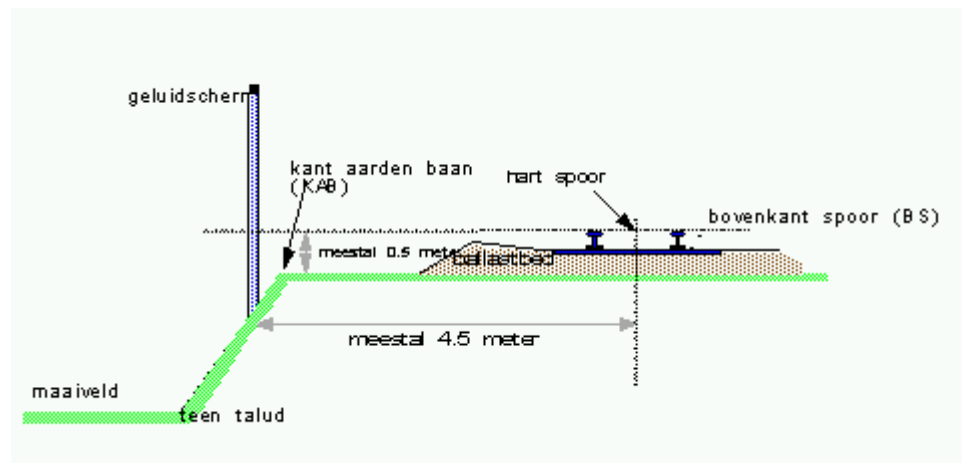 geluidscherm
kant aarden baan
(KAB)
hart spoor
bovenkant spoor (BS)
meestal 0.5 meter
ballastbed
meestal 4.5 meter
maaiveld
teen talud